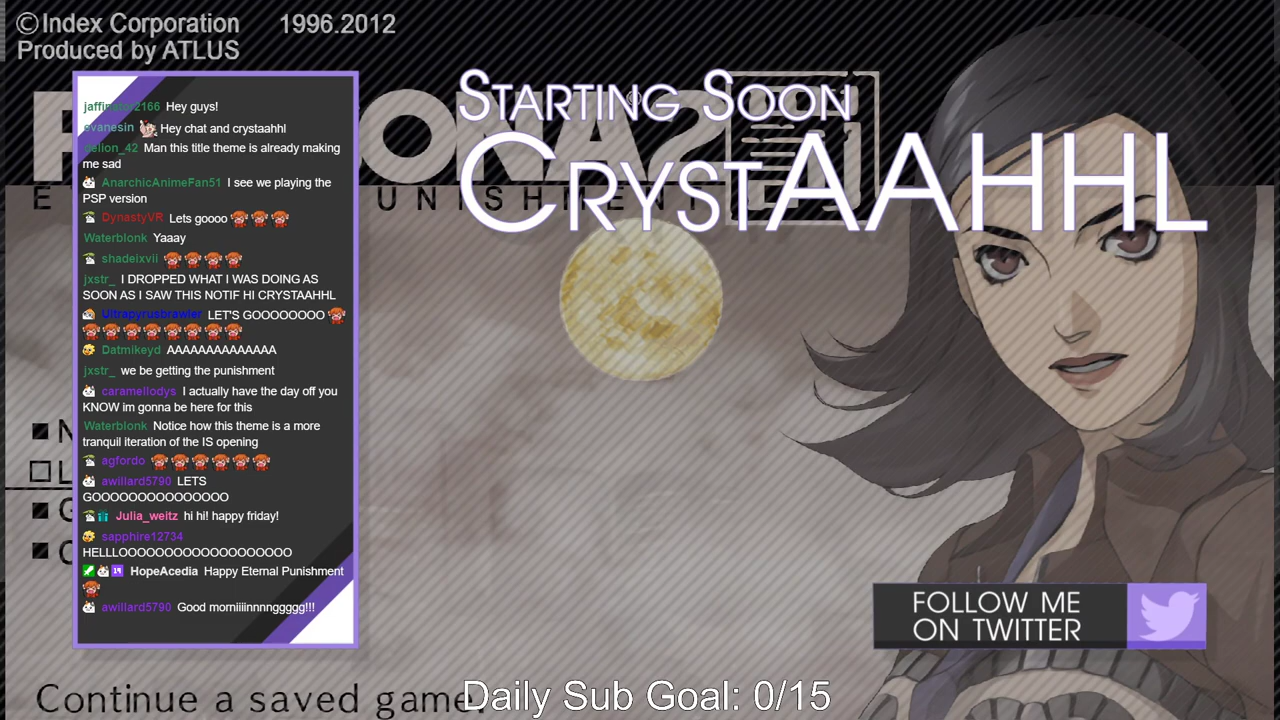 ©Index Corporation 1996.2012
Produced by ATLUS
STARTING SOON
CRYSTAAHHL
2166 Hey guys!
vanesin Hey chat and crystaahhl
elion_42 Man this title theme is already making
me sad
AnarchicAnimeFan51 I see we playing the
PSP version
DynastyVR Lets goooo
Waterblonk Yaaay
shadeixvii
jxstr_ I DROPPED WHAT I WAS DOING AS
SOON AS I SAW THIS NOTIF HI CRYSTAAHHL
Ultrapyrusbrawler LET'S GOOOOOOOO
Datmikeyd AAAAAAAAAAAAAA
jxstr_ we be getting the punishment
caramellodys I actually have the day off you
KNOW im gonna be here for this
Waterblonk Notice how this theme is a more
tranquil iteration of the IS opening
agfordo
awillard5790 LETS
GOOOOOOOOOOOOOOO
Julia_weitz hi hi! happy friday!
sapphire12734
HELLLOOOOOOOOOOOOOOOOOOO
HopeAcedia Happy Eternal Punishment
awillard5790 Good morniiiinnnnggggg!!!
FOLLOW ME
ON TWITTER
Continue a saved game.
Daily Sub Goal: 0/15